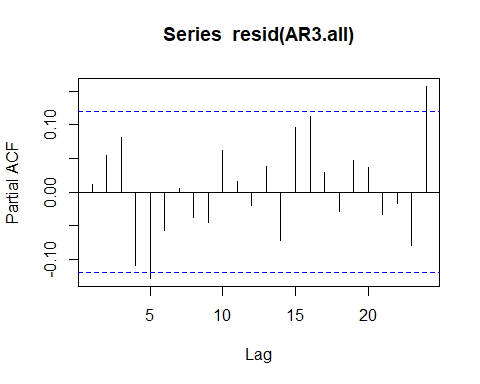 Series resid(AR3.all)
Partial ACF
0.10
0.00
-0.10
5 10 15 20
Lag